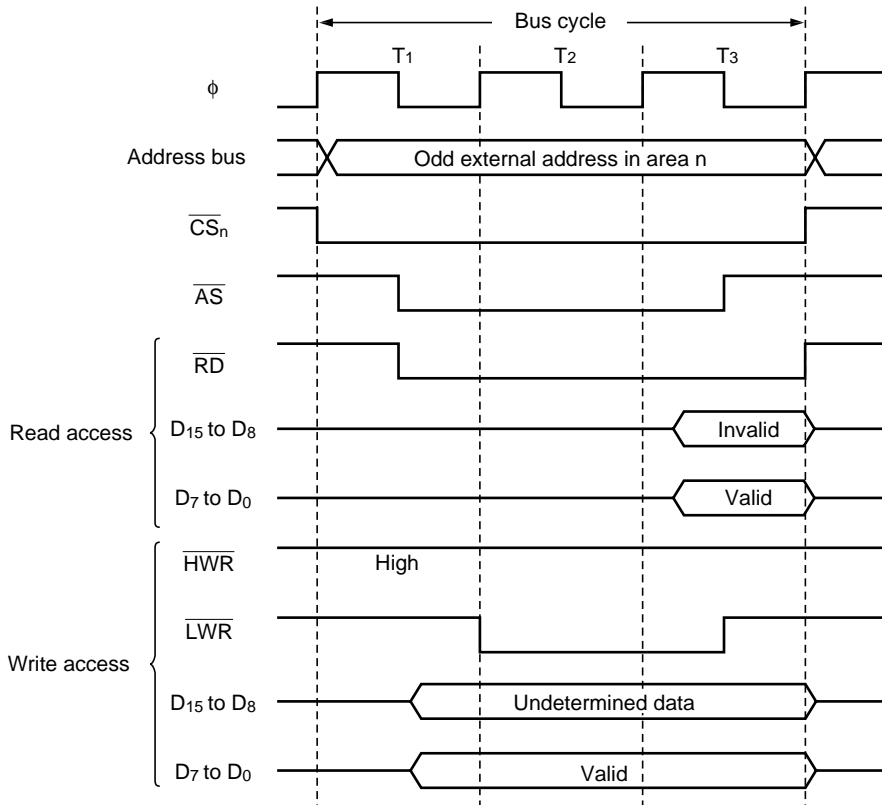 Bus cycle
T1 T2 T3
ϕ
Address bus Odd external address in area n
CSn
AS
Read access
RD
D15 to D8 Invalid
D7 to D0 Valid
Write access
HWR High
LWR
D15 to D8 Undetermined data
D7 to D0 Valid